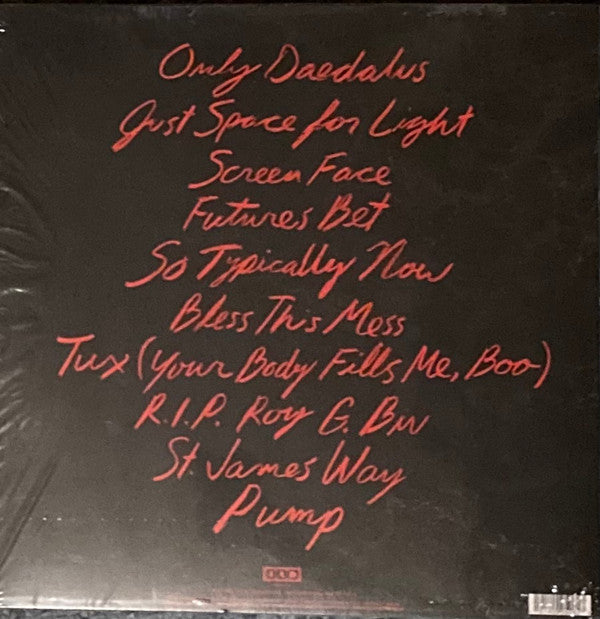 Only Daedalus
Just Space for Light
Screen Face
Futures Bet
So Typically Now
Bless This Mess
Tux (Your Body Fills Me, Boo)
R.I.P. Roy G. Biv
St. James Way
Pump
4AD